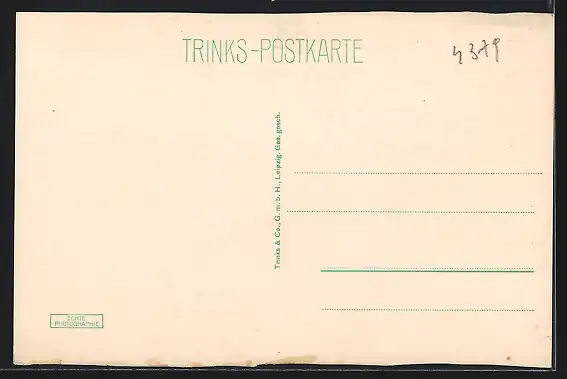 TRINKS-POSTKARTE
4379
Trinks & Co., G. m. b. H., Leipzig. Ges. gesch.
ECHTE
PHOTOGRAPHIE